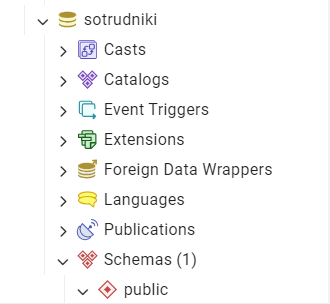 sotrudniki
Casts
Catalogs
Event Triggers
Extensions
Foreign Data Wrappers
Languages
Publications
Schemas (1)
public